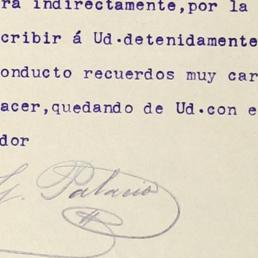 ra indirectamente,por la
cribir á Ud.detenidamente
onducto recuerdos muy car
acer,quedando de Ud.con e
dor
G. Palacio